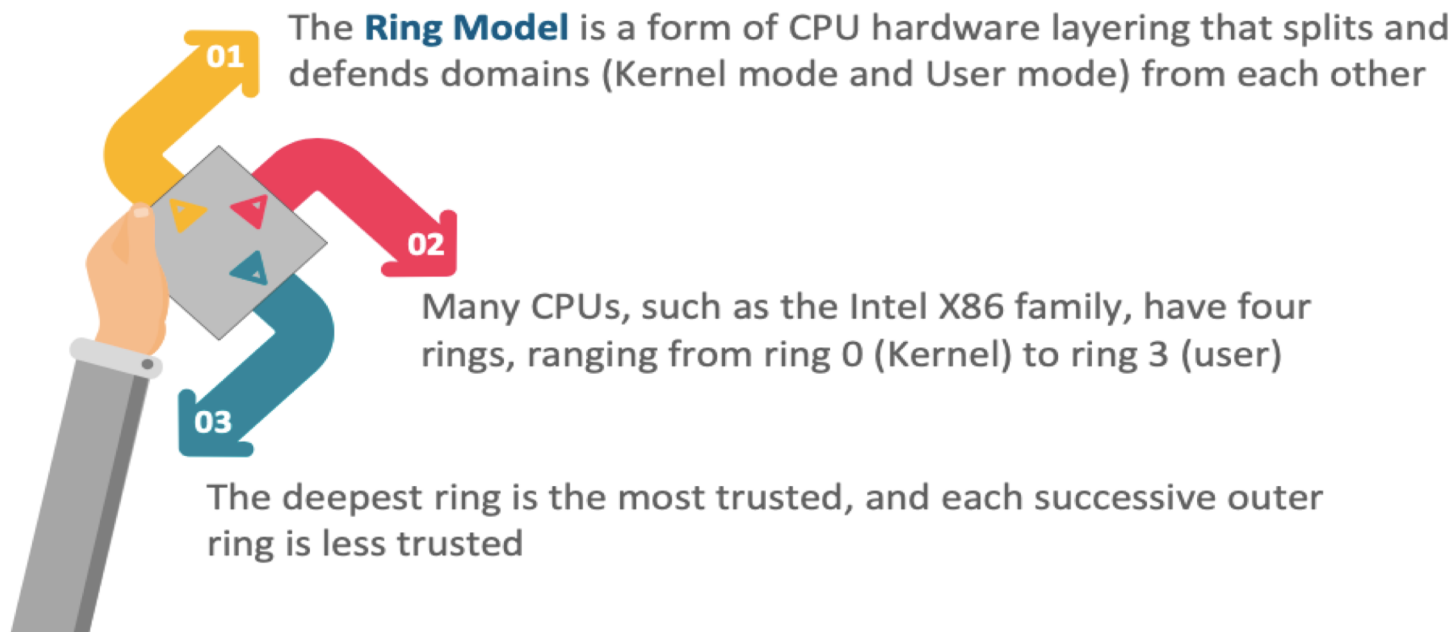 01
The Ring Model is a form of CPU hardware layering that splits and
defends domains (Kernel mode and User mode) from each other
02
Many CPUs, such as the Intel X86 family, have four
rings, ranging from ring 0 (Kernel) to ring 3 (user)
03
The deepest ring is the most trusted, and each successive outer
ring is less trusted